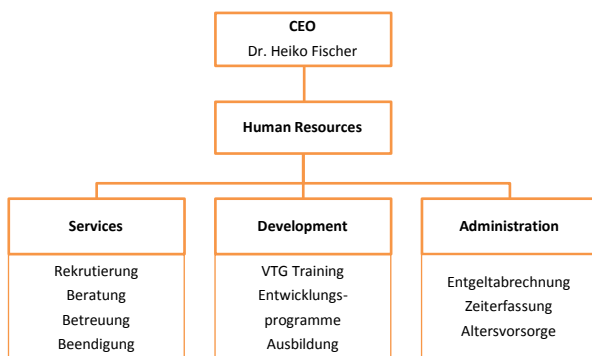 CEO
Dr. Heiko Fischer
Human Resources
Services
Rekrutierung
Beratung
Betreuung
Beendigung
Development
VTG Training
Entwicklungs-
programme
Ausbildung
Administration
Entgeltabrechnung
Zeiterfassung
Altersvorsorge